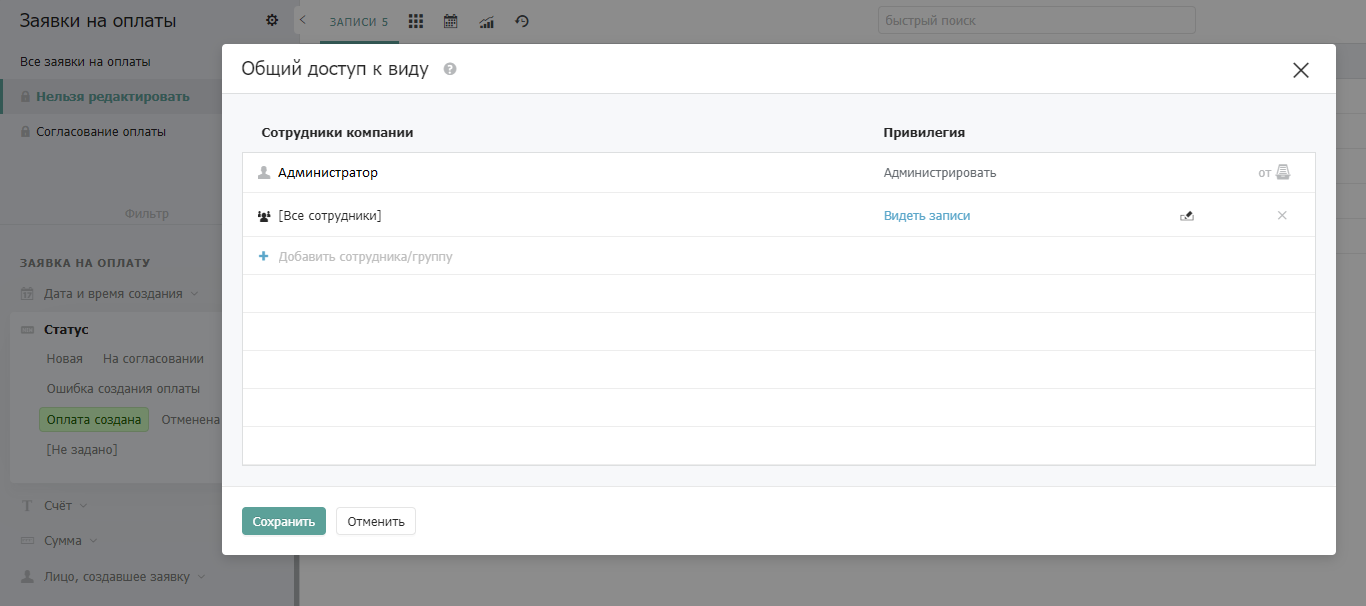 Заявки на оплаты
ЗАПИСИ 5
быстрый поиск
Все заявки на оплаты
Нельзя редактировать
Согласование оплаты
Фильтр
ЗАЯВКА НА ОПЛАТУ
Дата и время создания
Статус
Новая На согласовании
Ошибка создания оплаты
Оплата создана Отменена
[Не задано]
Счёт
Сумма
Лицо, создавшее заявку
Общий доступ к виду ?
Сотрудники компании Привилегия
Администратор Администрировать от
[Все сотрудники] Видеть записи
+ Добавить сотрудника/группу
Сохранить Отменить